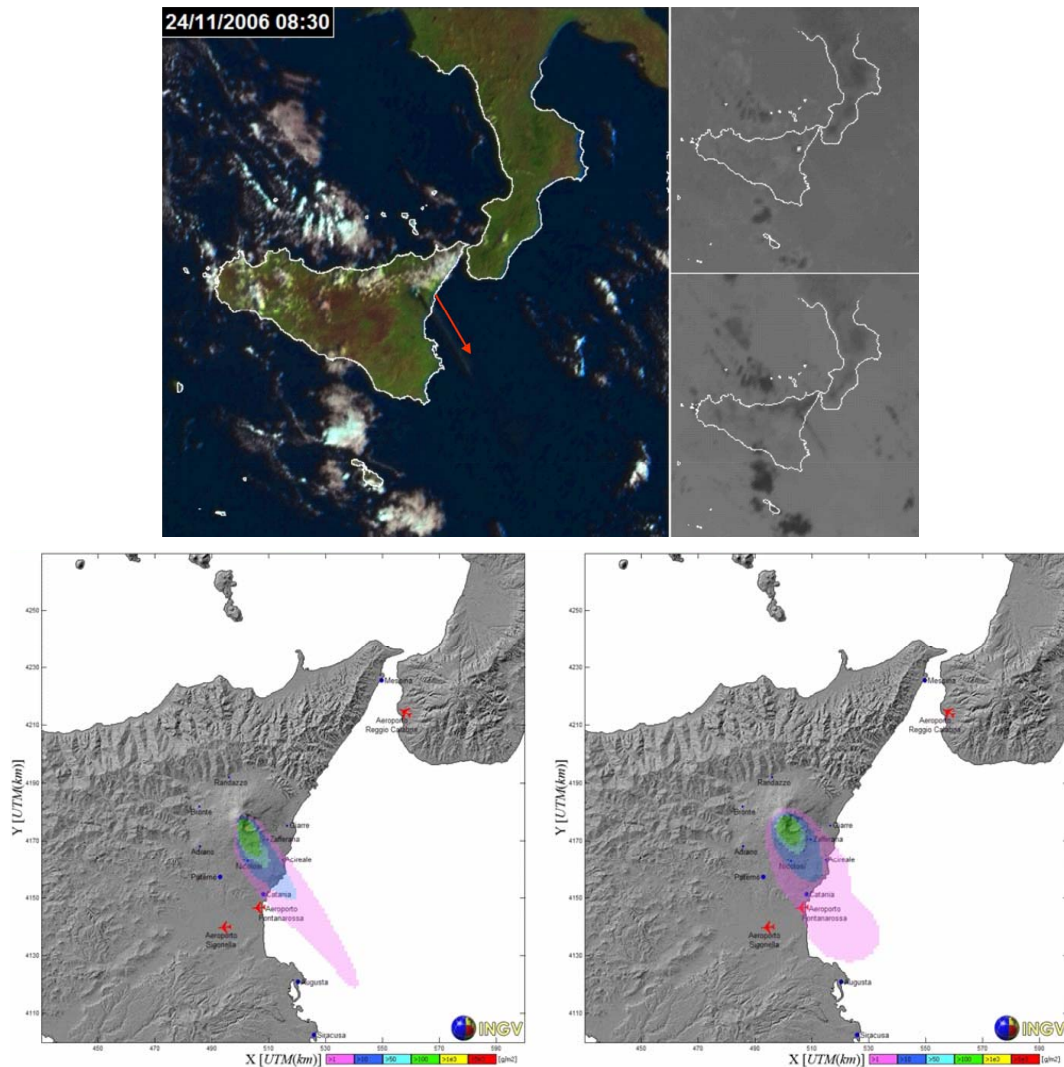 24/11/2006 08:30
4250
4230
4210
4190
4170
4150
4130
4110
Y [UTM(km)]
Messina
Aeroporto
Reggio Calabria
Randazzo
Bronte
Giarre
Zafferana
Adrano
Acireale
Nicolosi
Paternò
Catania
Aeroporto
Fontanarossa
Aeroporto
Sigonella
Augusta
Siracusa
INGV
450 470 490 510 530 550 570 590
X [UTM(km)]
>1 >10 >50 >100 >1e3 [g/m2]
4250
4230
4210
4190
4170
4150
4130
4110
Y [UTM(km)]
Messina
Aeroporto
Reggio Calabria
Randazzo
Bronte
Giarre
Zafferana
Adrano
Acireale
Nicolosi
Paternò
Catania
Aeroporto
Fontanarossa
Aeroporto
Sigonella
Augusta
Siracusa
INGV
450 470 490 510 530 550 570 590
X [UTM(km)]
>1 >10 >50 >100 >1e3 [g/m2]